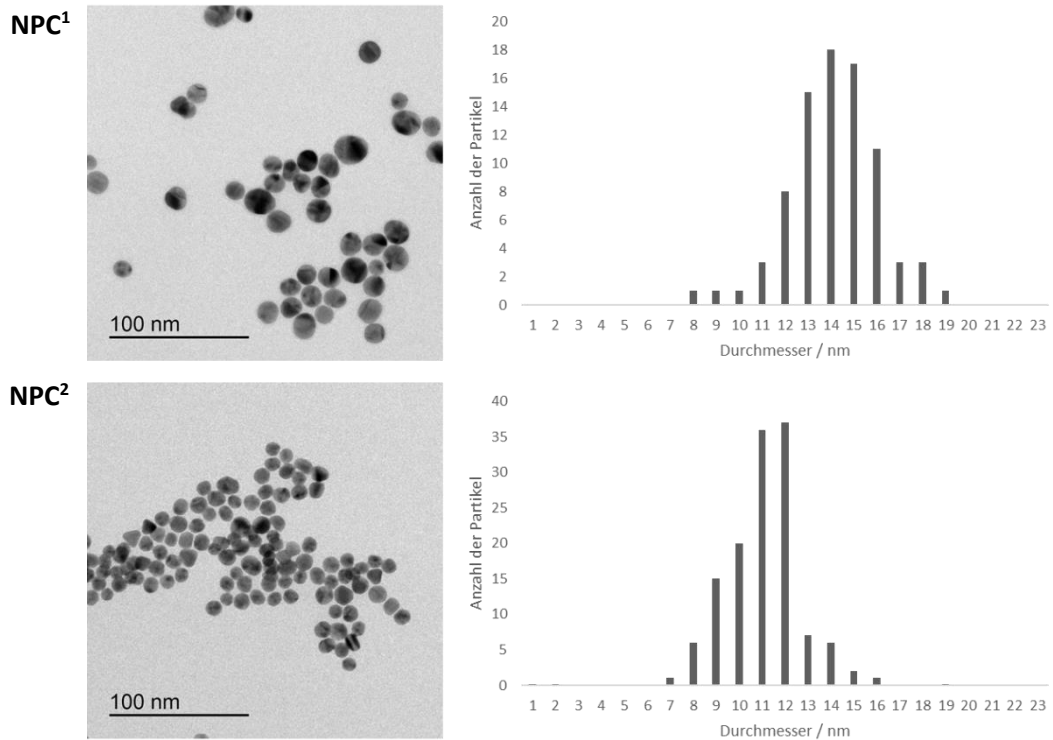 NPC¹
100 nm
Anzahl der Partikel
20
18
16
14
12
10
8
6
4
2
0
1 2 3 4 5 6 7 8 9 10 11 12 13 14 15 16 17 18 19 20 21 22 23
Durchmesser / nm
NPC²
100 nm
Anzahl der Partikel
40
35
30
25
20
15
10
5
0
1 2 3 4 5 6 7 8 9 10 11 12 13 14 15 16 17 18 19 20 21 22 23
Durchmesser / nm